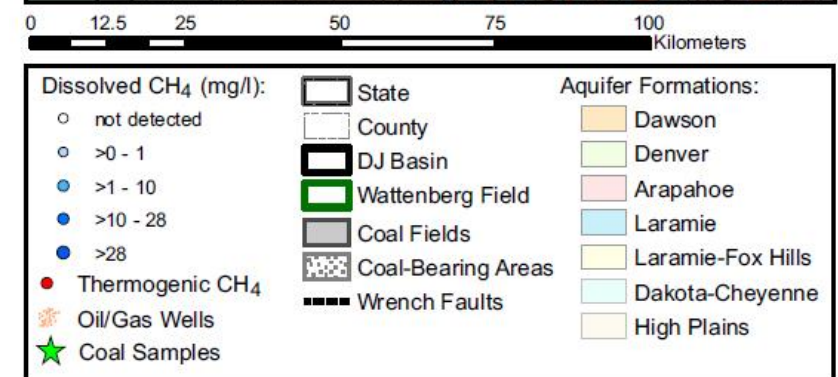 0 12.5 25 50 75 100
Kilometers
Dissolved CH4 (mg/l):
not detected
>0 - 1
>1 - 10
>10 - 28
>28
Thermogenic CH4
Oil/Gas Wells
Coal Samples
State
County
DJ Basin
Wattenberg Field
Coal Fields
Coal-Bearing Areas
Wrench Faults
Aquifer Formations:
Dawson
Denver
Arapahoe
Laramie
Laramie-Fox Hills
Dakota-Cheyenne
High Plains